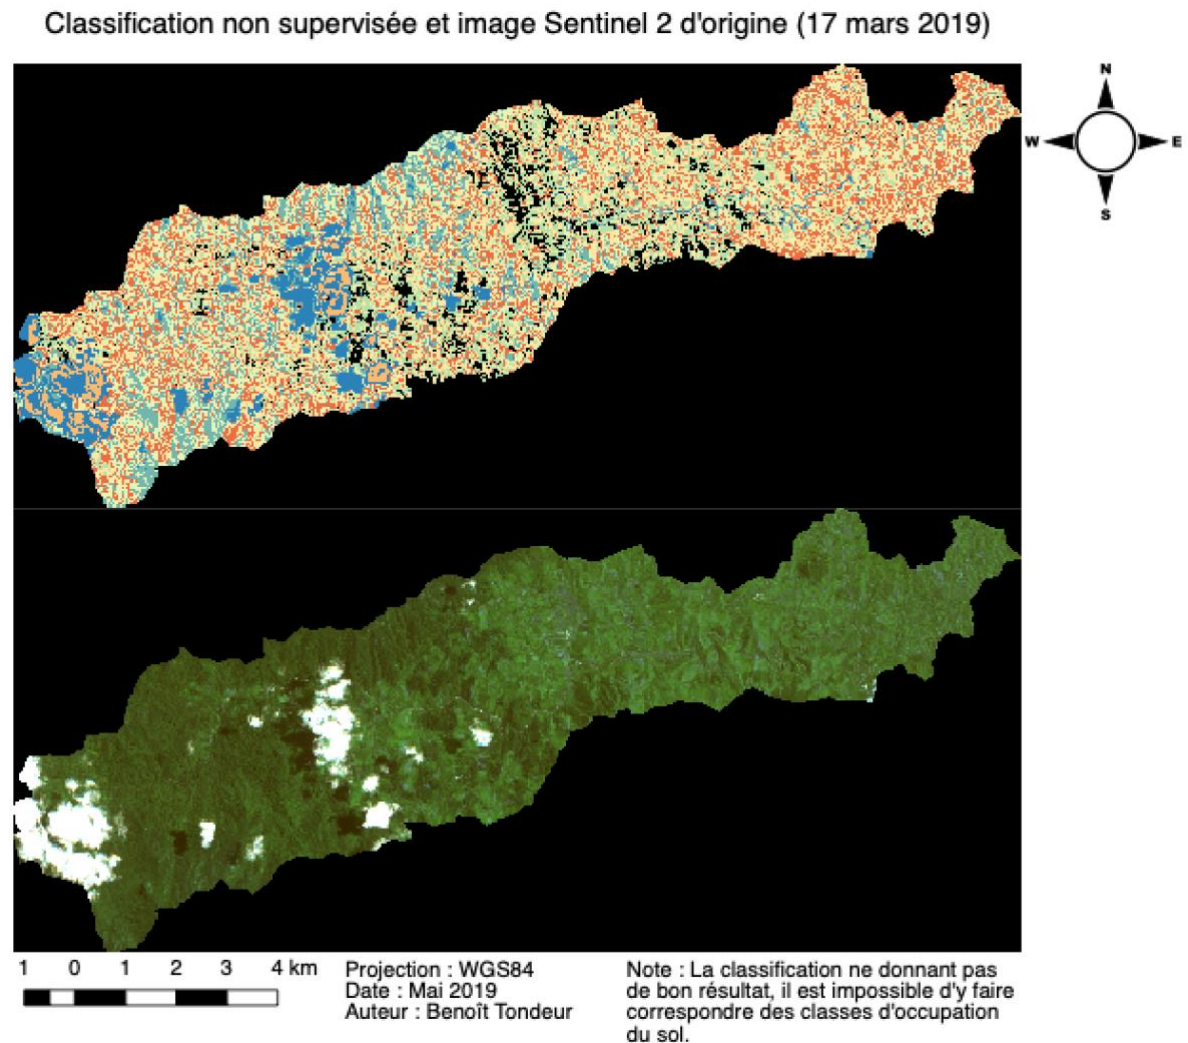 Classification non supervisée et image Sentinel 2 d'origine (17 mars 2019)
N
W
E
S
1 0 1 2 3 4 km
Projection : WGS84
Date : Mai 2019
Auteur : Benoît Tondeur
Note : La classification ne donnant pas
de bon résultat, il est impossible d'y faire
correspondre des classes d'occupation
du sol.